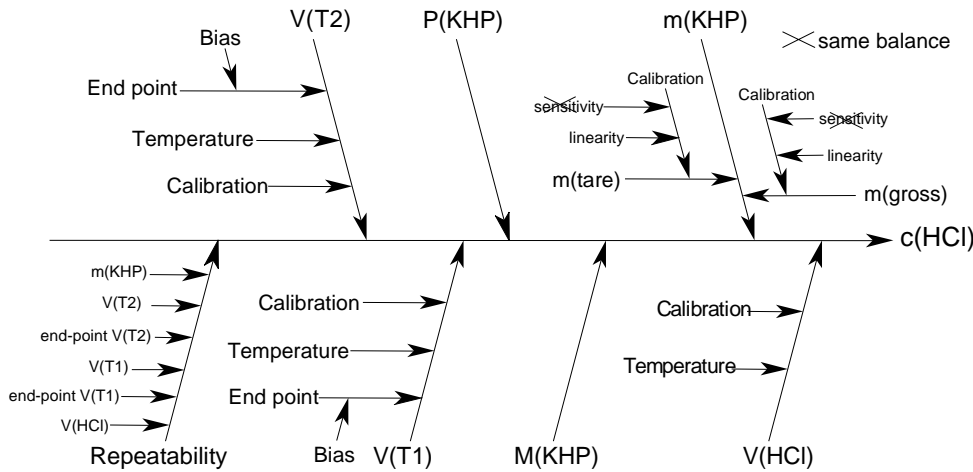 V(T2)
P(KHP)
m(KHP)
same balance
Bias
End point
Temperature
Calibration
Calibration
sensitivity
linearity
m(tare)
Calibration
sensitivity
linearity
m(gross)
c(HCl)
m(KHP)
V(T2)
end-point V(T2)
V(T1)
end-point V(T1)
V(HCl)
Repeatability
Calibration
Temperature
End point
Bias
V(T1)
M(KHP)
Calibration
Temperature
V(HCl)